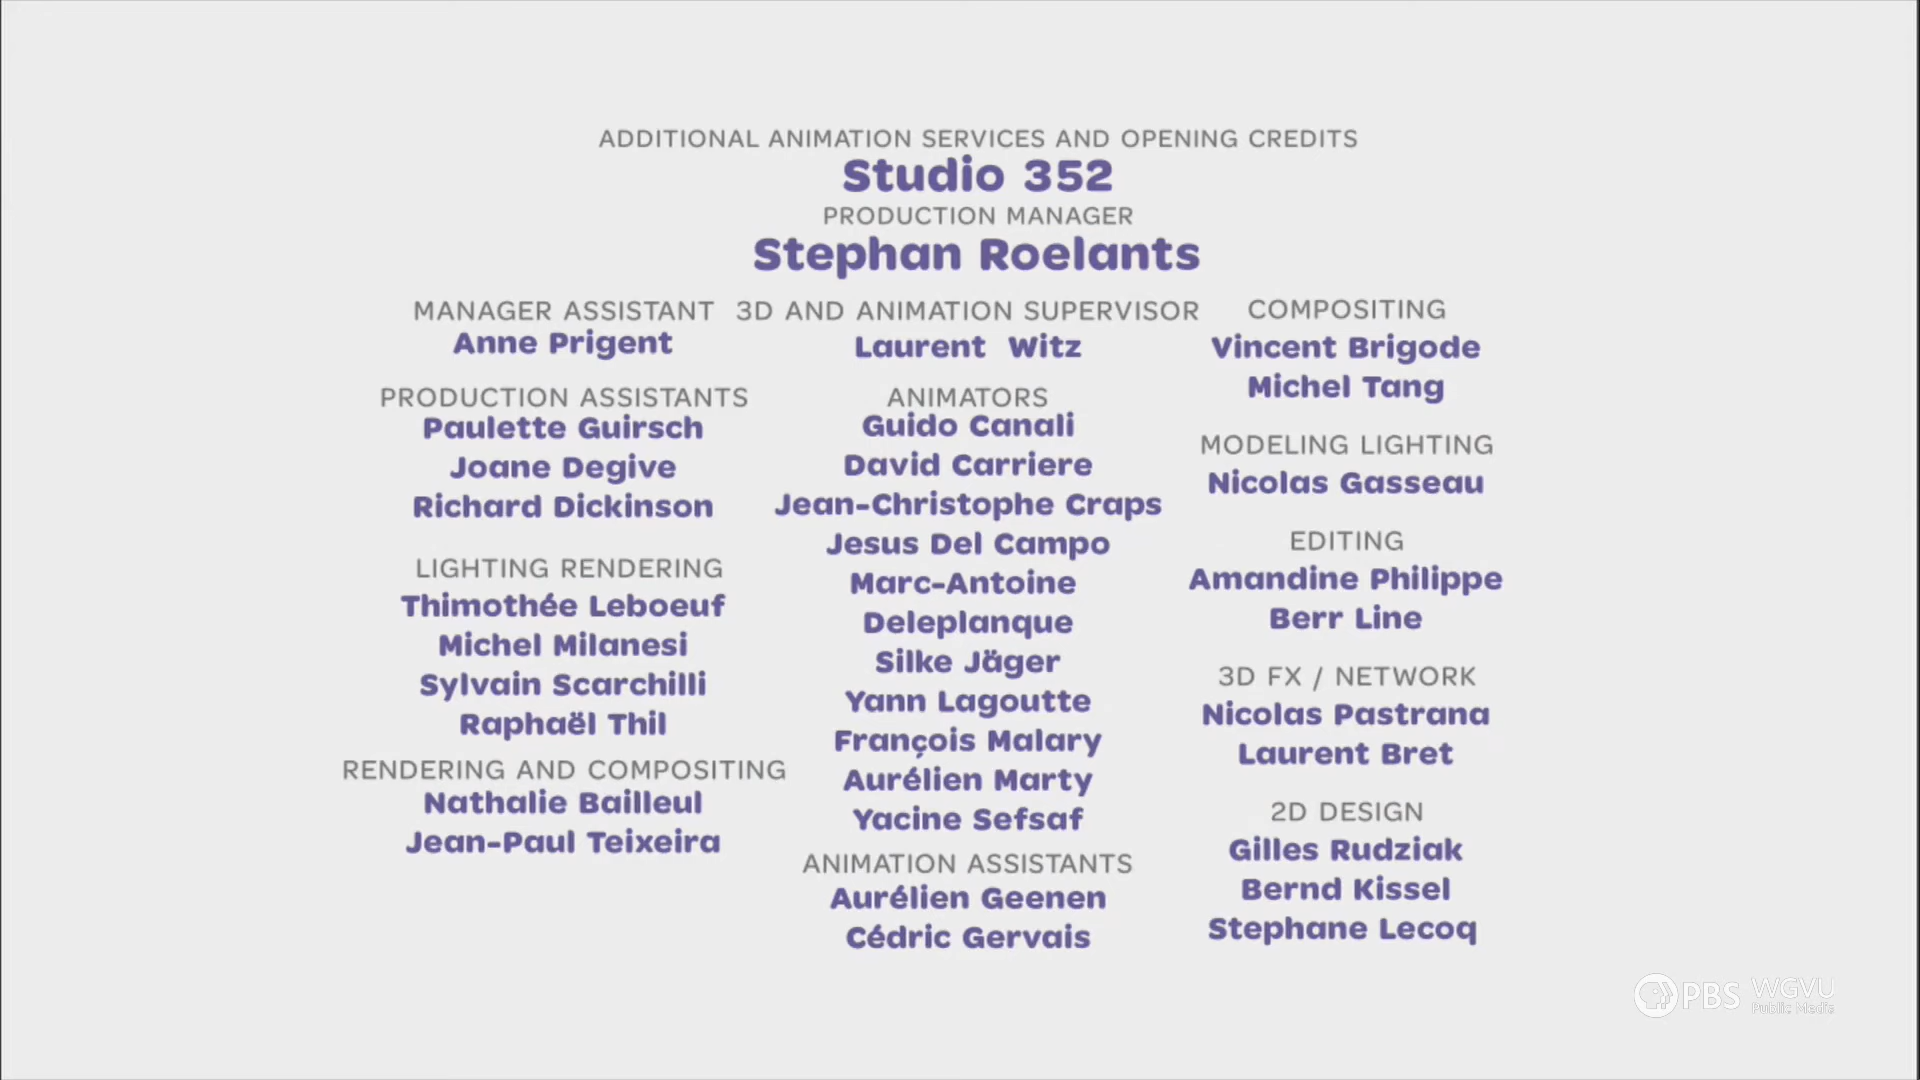 ADDITIONAL ANIMATION SERVICES AND OPENING CREDITS
Studio 352
PRODUCTION MANAGER
Stephan Roelants
MANAGER ASSISTANT
Anne Prigent
PRODUCTION ASSISTANTS
Paulette Guirsch
Joane Degive
Richard Dickinson
LIGHTING RENDERING
Thimothée Leboeuf
Michel Milanesi
Sylvain Scarchilli
Raphaël Thil
RENDERING AND COMPOSITING
Nathalie Bailleul
Jean-Paul Teixeira
3D AND ANIMATION SUPERVISOR
Laurent Witz
ANIMATORS
Guido Canali
David Carriere
Jean-Christophe Craps
Jesus Del Campo
Marc-Antoine
Deleplanque
Silke Jäger
Yann Lagoutte
François Malary
Aurélien Marty
Yacine Sefsaf
ANIMATION ASSISTANTS
Aurélien Geenen
Cédric Gervais
COMPOSITING
Vincent Brigode
Michel Tang
MODELING LIGHTING
Nicolas Gasseau
EDITING
Amandine Philippe
Berr Line
3D FX / NETWORK
Nicolas Pastrana
Laurent Bret
2D DESIGN
Gilles Rudziak
Bernd Kissel
Stephane Lecoq
PBS WGVU
Public Media